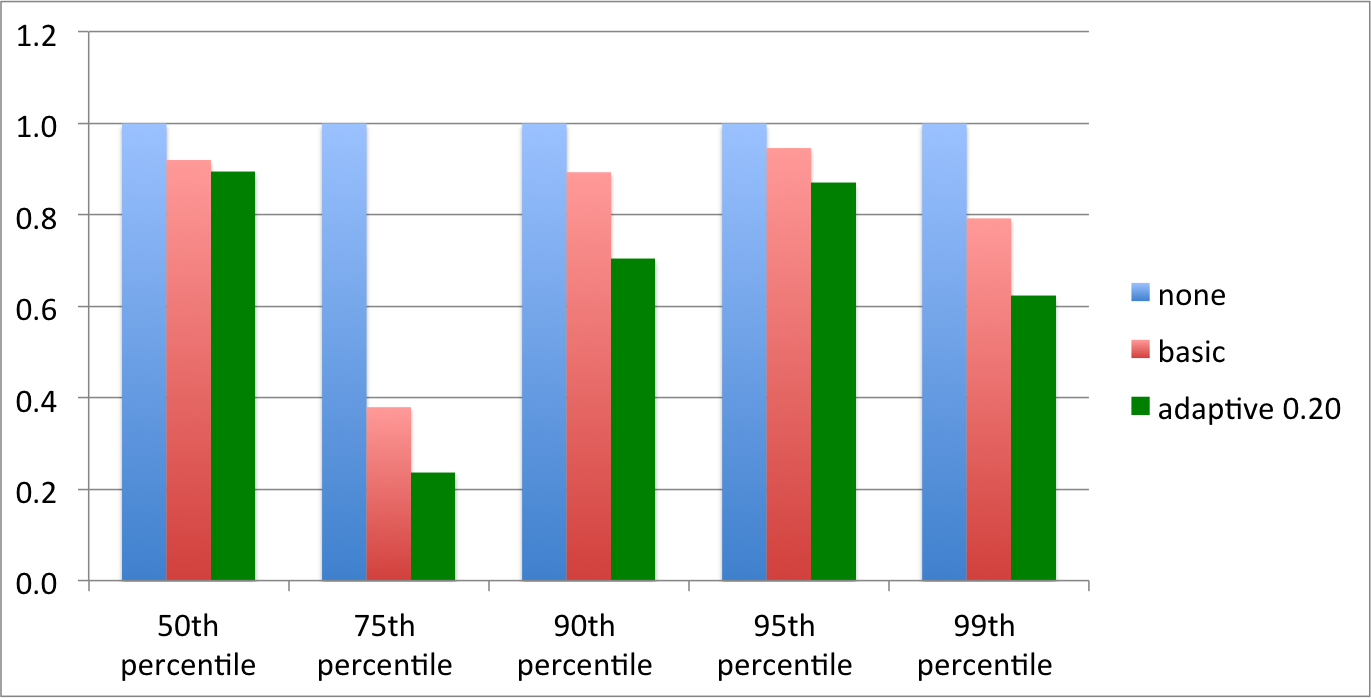 1.2
1.0
0.8
0.6
0.4
0.2
0.0
50th
percentile
75th
percentile
90th
percentile
95th
percentile
99th
percentile
none
basic
adaptive 0.20